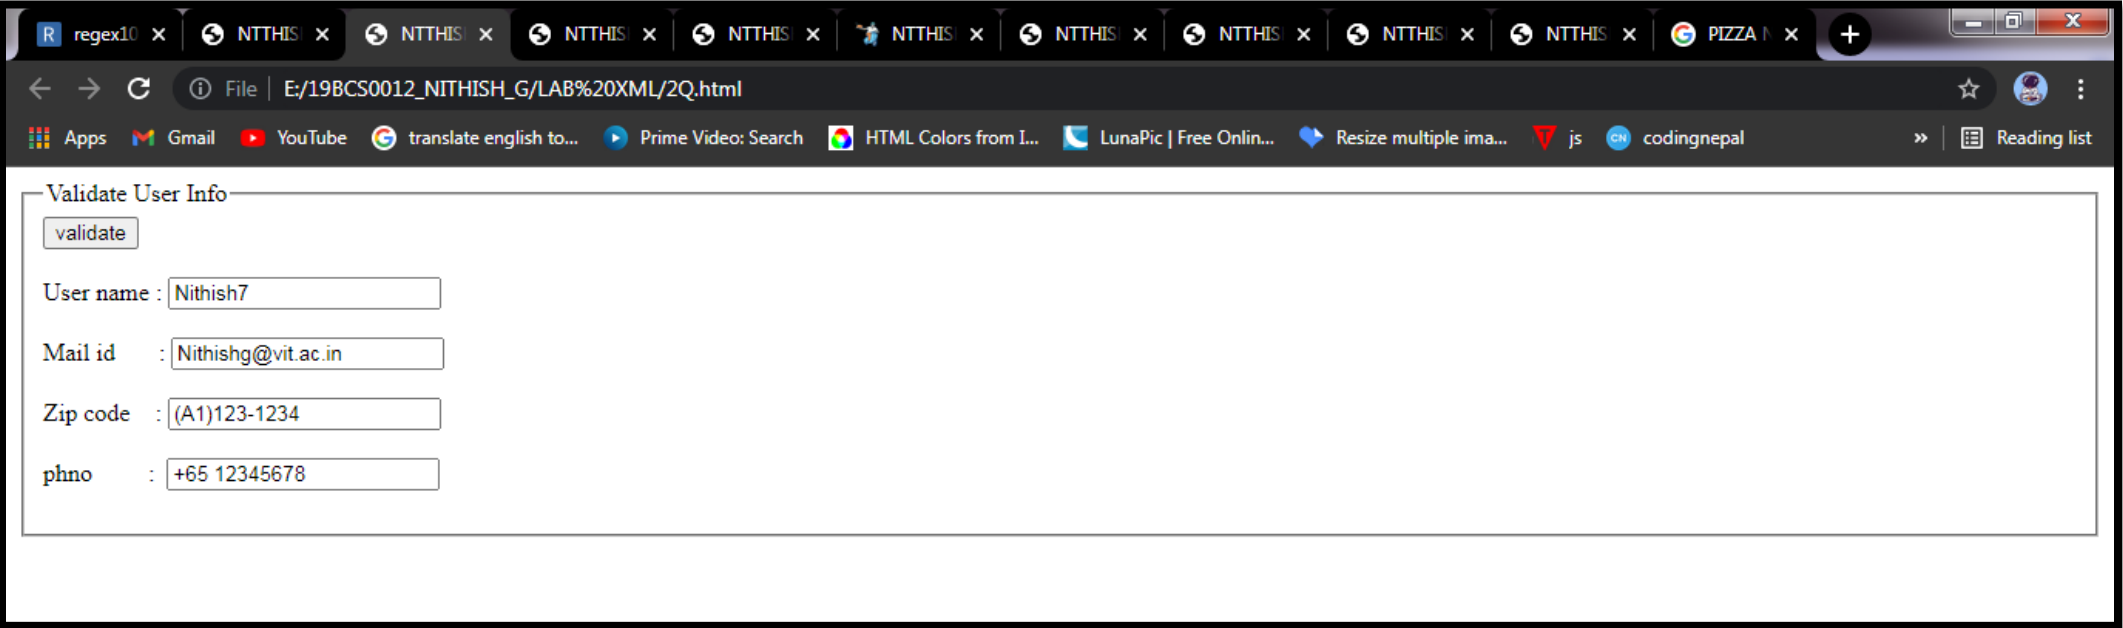 R regex10 NTTHIS NTTHIS NTTHIS NTTHIS NTTHIS NTTHIS NTTHIS NTTHIS NTTHIS G PIZZA N
File E:/19BCS0012_NITHISH_G/LAB%20XML/2Q.html
Apps Gmail YouTube translate english to... Prime Video: Search HTML Colors from I... LunaPic | Free Onlin... Resize multiple ima... js CN codingnepal » Reading list
Validate User Info
validate
User name : Nithish7
Mail id : Nithishg@vit.ac.in
Zip code : (A1)123-1234
phno : +65 12345678